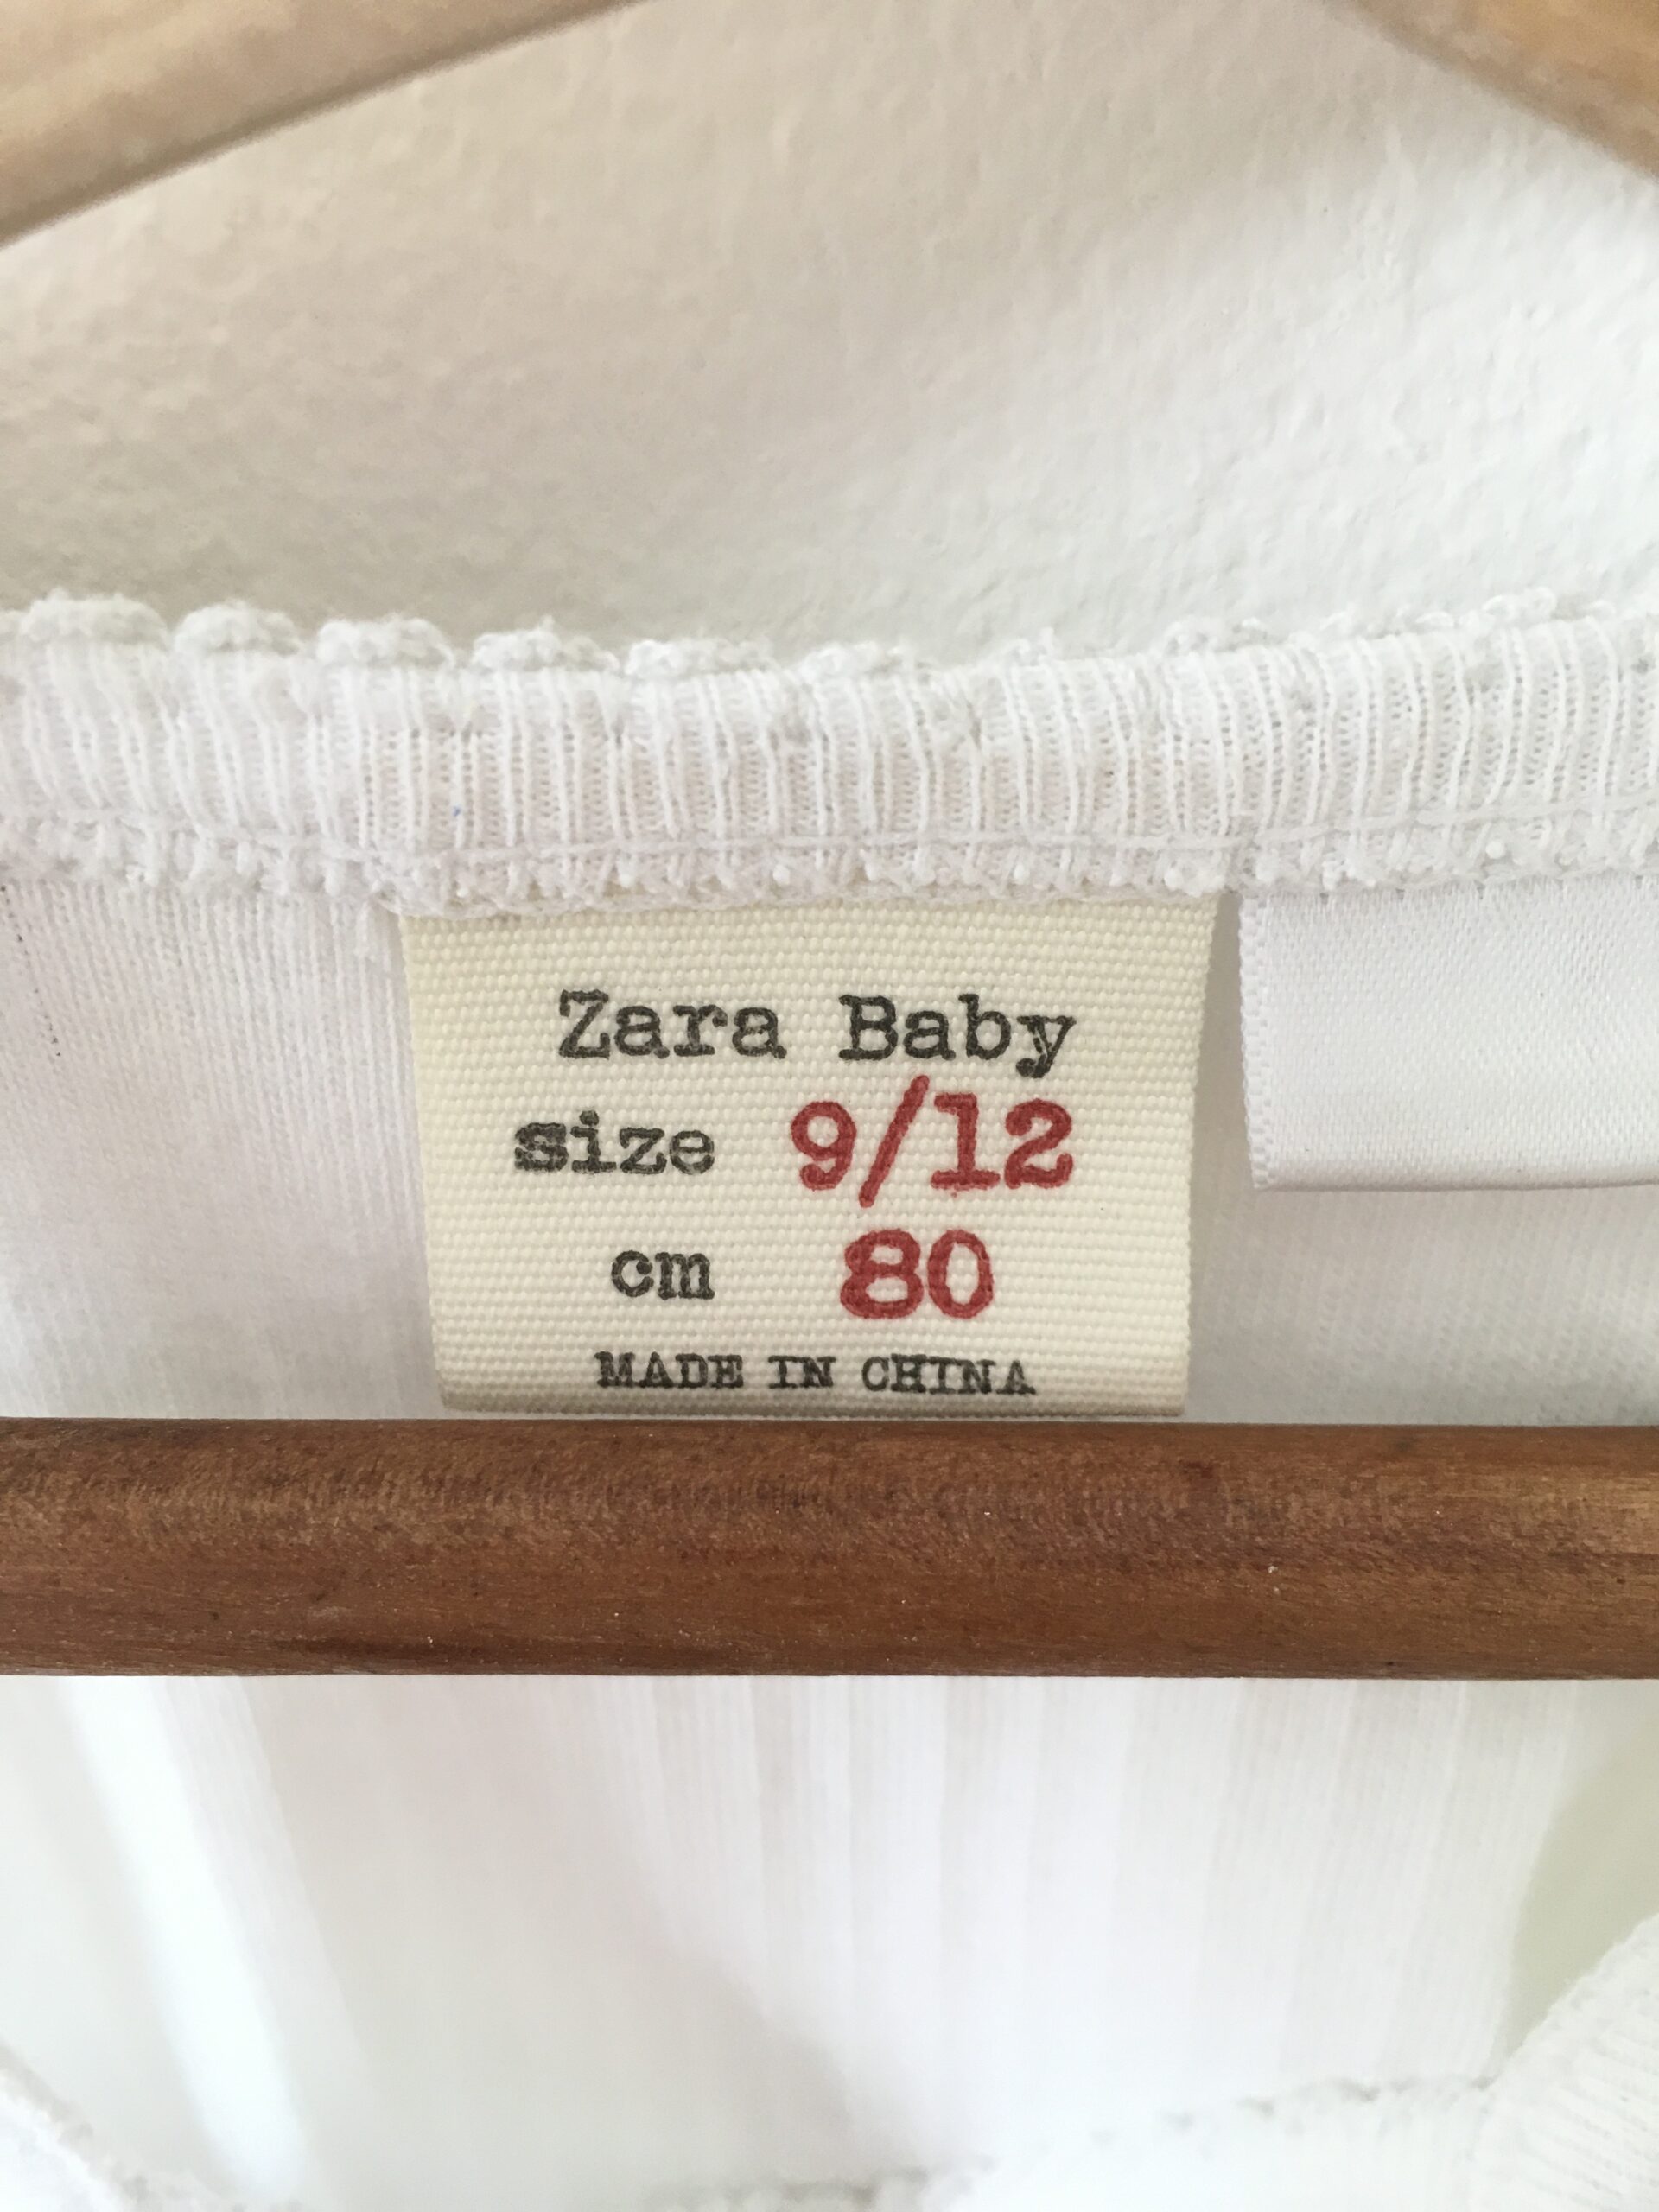 Zara Baby
size 9/12
cm 80
MADE IN CHINA